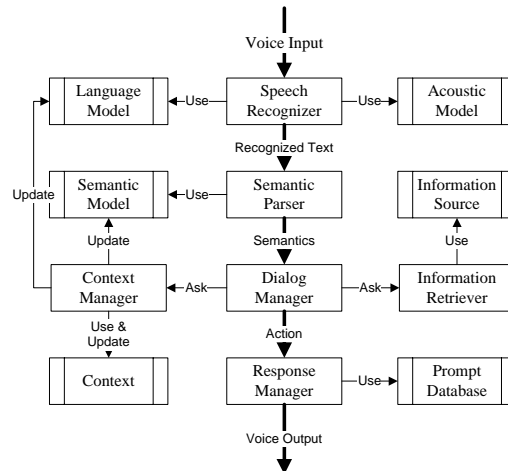 Voice Input
Language
Model
Use
Speech
Recognizer
Use
Acoustic
Model
Recognized Text
Update
Semantic
Model
Use
Semantic
Parser
Information
Source
Update
Semantics
Use
Context
Manager
Ask
Dialog
Manager
Ask
Information
Retriever
Use &
Update
Action
Context
Response
Manager
Use
Prompt
Database
Voice Output